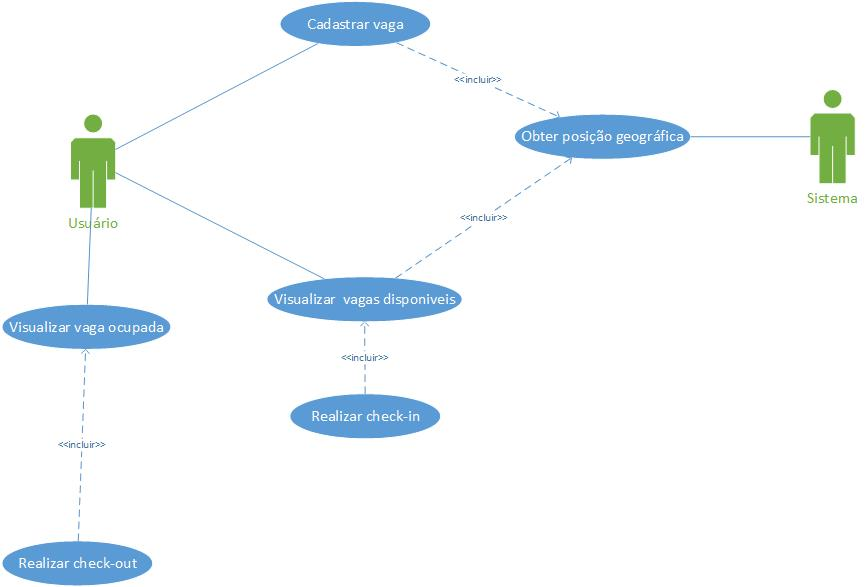 Cadastrar vaga
<<incluir>>
Obter posição geográfica
Sistema
Usuário
<<incluir>>
Visualizar  vagas disponiveis
Visualizar vaga ocupada
<<incluir>>
Realizar check-in
<<incluir>>
Realizar check-out